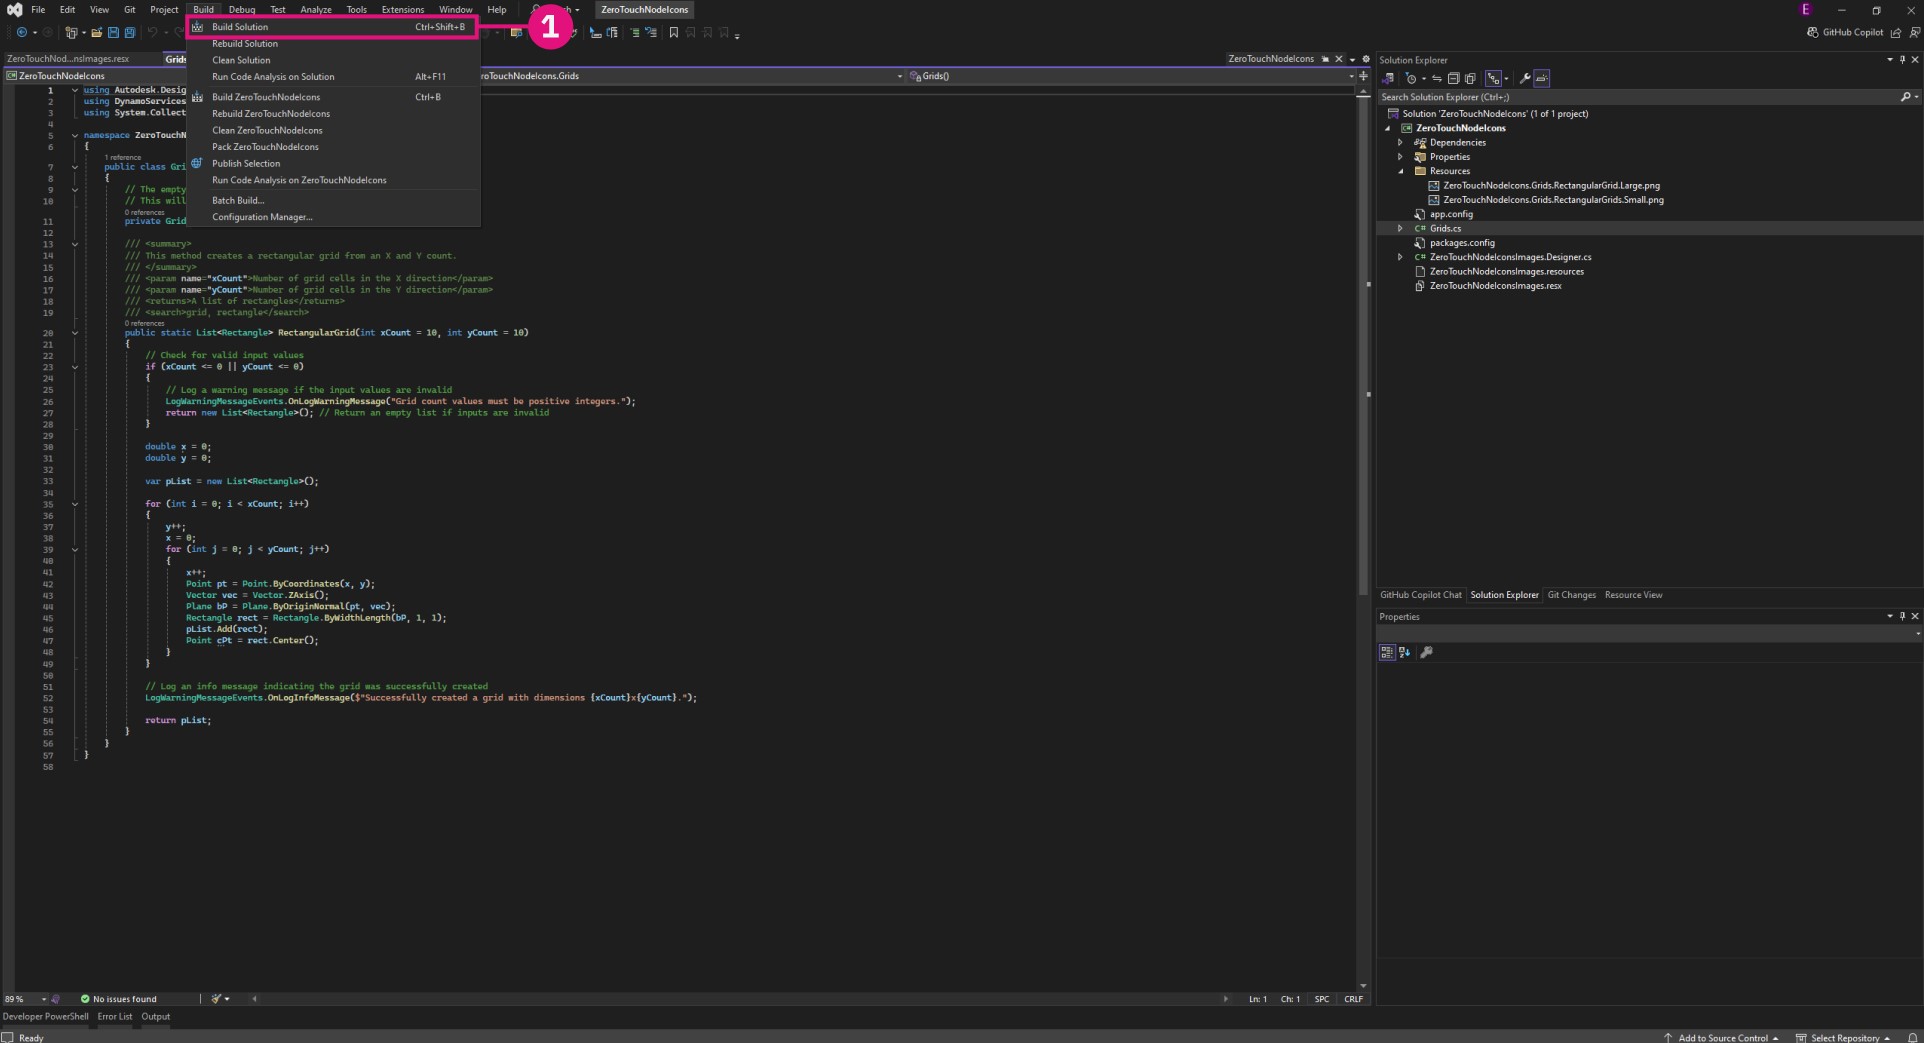 File Edit View Git Project Build Debug Test Analyze Tools Extensions Window Help ZeroTouchNodeIcons E
Build Solution Ctrl+Shift+B
1
GitHub Copilot
Rebuild Solution
Clean Solution
Run Code Analysis on Solution Alt+F11
Build ZeroTouchNodeIcons Ctrl+B
Rebuild ZeroTouchNodeIcons
Clean ZeroTouchNodeIcons
Pack ZeroTouchNodeIcons
Publish Selection
Run Code Analysis on ZeroTouchNodeIcons
Batch Build...
Configuration Manager...
ZeroTouchNod...nsImages.resx Grids ZeroTouchNodeIcons
C# ZeroTouchNodeIcons roTouchNodeIcons.Grids Grids()
1 using Autodesk.Desig
2 using DynamoServices
3 using System.Collect
4
5 namespace ZeroTouchN
6 {
1 reference
7 public class Gri
8 {
9 // The empty
10 // This will
0 references
11 private Grid
12
13 /// <summary>
14 /// This method creates a rectangular grid from an X and Y count.
15 /// </summary>
16 /// <param name="xCount">Number of grid cells in the X direction</param>
17 /// <param name="yCount">Number of grid cells in the Y direction</param>
18 /// <returns>A list of rectangles</returns>
19 /// <search>grid, rectangle</search>
0 references
20 public static List<Rectangle> RectangularGrid(int xCount = 10, int yCount = 10)
21 {
22 // Check for valid input values
23 if (xCount <= 0 || yCount <= 0)
24 {
25 // Log a warning message if the input values are invalid
26 LogWarningMessageEvents.OnLogWarningMessage("Grid count values must be positive integers.");
27 return new List<Rectangle>(); // Return an empty list if inputs are invalid
28 }
29
30 double x = 0;
31 double y = 0;
32
33 var pList = new List<Rectangle>();
34
35 for (int i = 0; i < xCount; i++)
36 {
37 y++;
38 x = 0;
39 for (int j = 0; j < yCount; j++)
40 {
41 x++;
42 Point pt = Point.ByCoordinates(x, y);
43 Vector vec = Vector.ZAxis();
44 Plane bP = Plane.ByOriginNormal(pt, vec);
45 Rectangle rect = Rectangle.ByWidthLength(bP, 1, 1);
46 pList.Add(rect);
47 Point cPt = rect.Center();
48 }
49 }
50
51 // Log an info message indicating the grid was successfully created
52 LogWarningMessageEvents.OnLogInfoMessage($"Successfully created a grid with dimensions {xCount}x{yCount}.");
53
54 return pList;
55 }
56 }
57 }
58
89 % No issues found Ln: 1 Ch: 1 SPC CRLF
Solution Explorer
Search Solution Explorer (Ctrl+;)
Solution 'ZeroTouchNodeIcons' (1 of 1 project)
C# ZeroTouchNodeIcons
Dependencies
Properties
Resources
ZeroTouchNodeIcons.Grids.RectangularGrid.Large.png
ZeroTouchNodeIcons.Grids.RectangularGrids.Small.png
app.config
C# Grids.cs
packages.config
C# ZeroTouchNodeIconsImages.Designer.cs
ZeroTouchNodeIconsImages.resources
ZeroTouchNodeIconsImages.resx
GitHub Copilot Chat Solution Explorer Git Changes Resource View
Properties
Developer PowerShell Error List Output
Ready Add to Source Control Select Repository